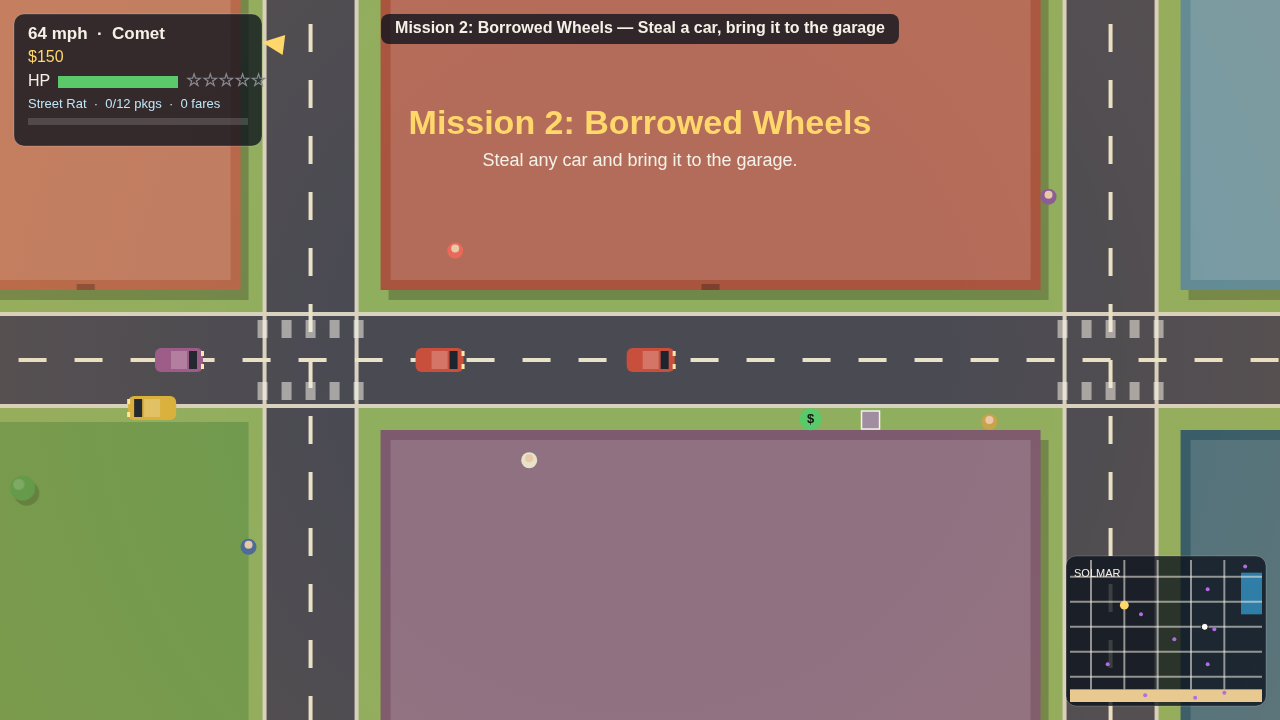 64 mph · Comet
$150
HP ☆☆☆☆☆
Street Rat · 0/12 pkgs · 0 fares
Mission 2: Borrowed Wheels — Steal a car, bring it to the garage
Mission 2: Borrowed Wheels
Steal any car and bring it to the garage.
$
SOLMAR